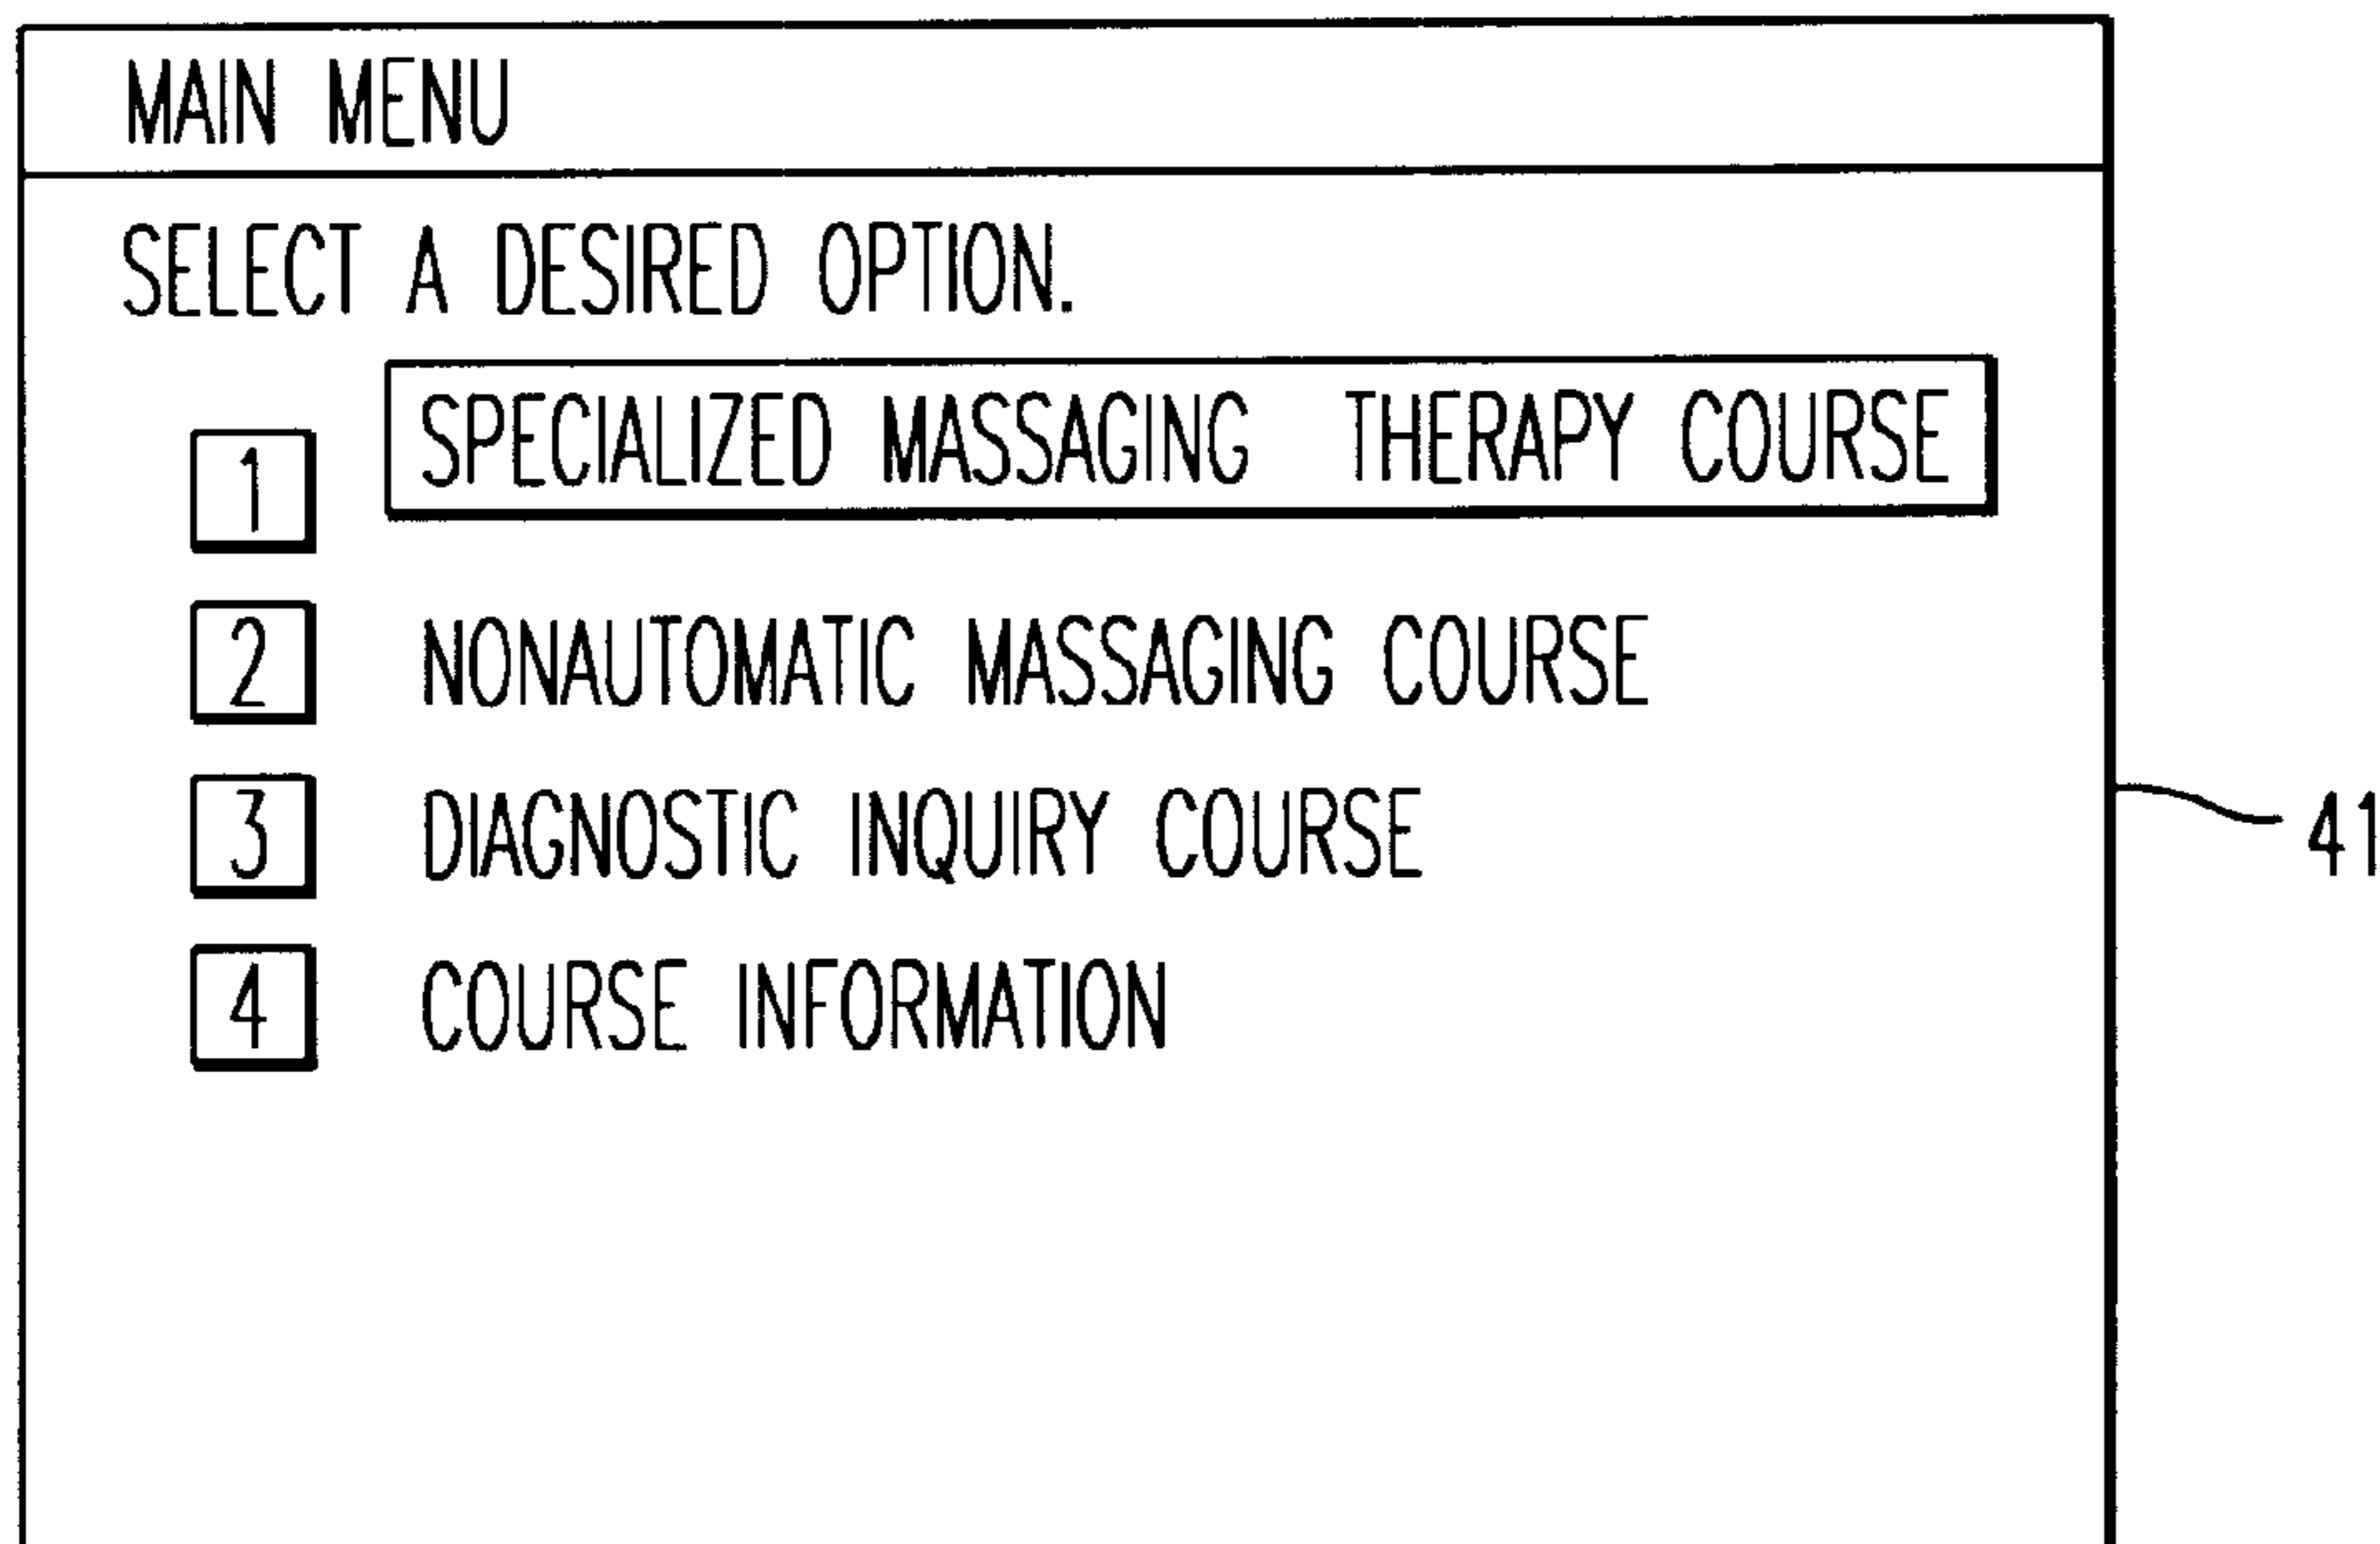 MAIN MENU
SELECT A DESIRED OPTION.
1 SPECIALIZED MASSAGING THERAPY COURSE
2 NONAUTOMATIC MASSAGING COURSE
3 DIAGNOSTIC INQUIRY COURSE
41
4 COURSE INFORMATION